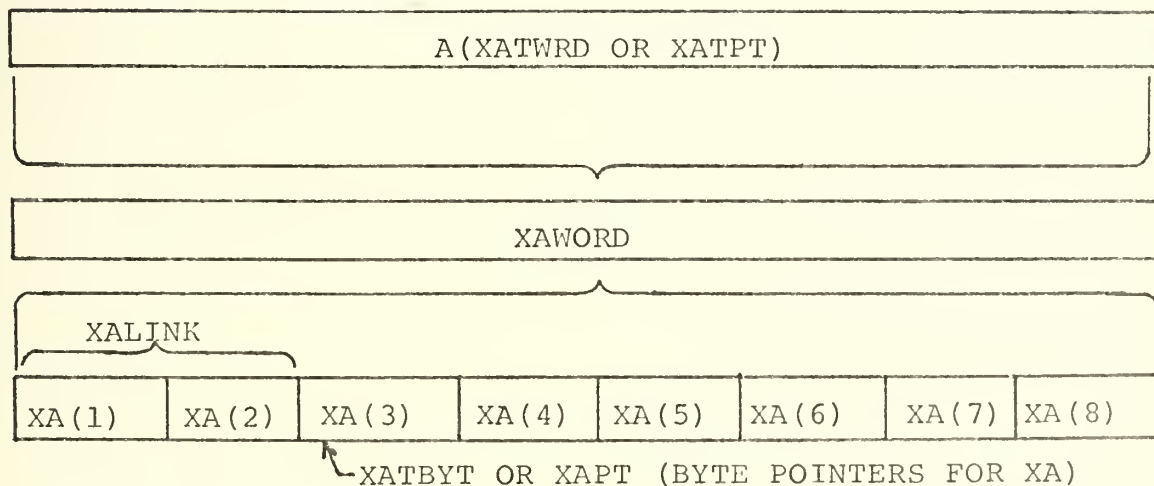 A(XATWRD OR XATPT)
XAWORD
XALINK
XA(1) XA(2) XA(3) XA(4) XA(5) XA(6) XA(7) XA(8)
XATBYT OR XAPT (BYTE POINTERS FOR XA)